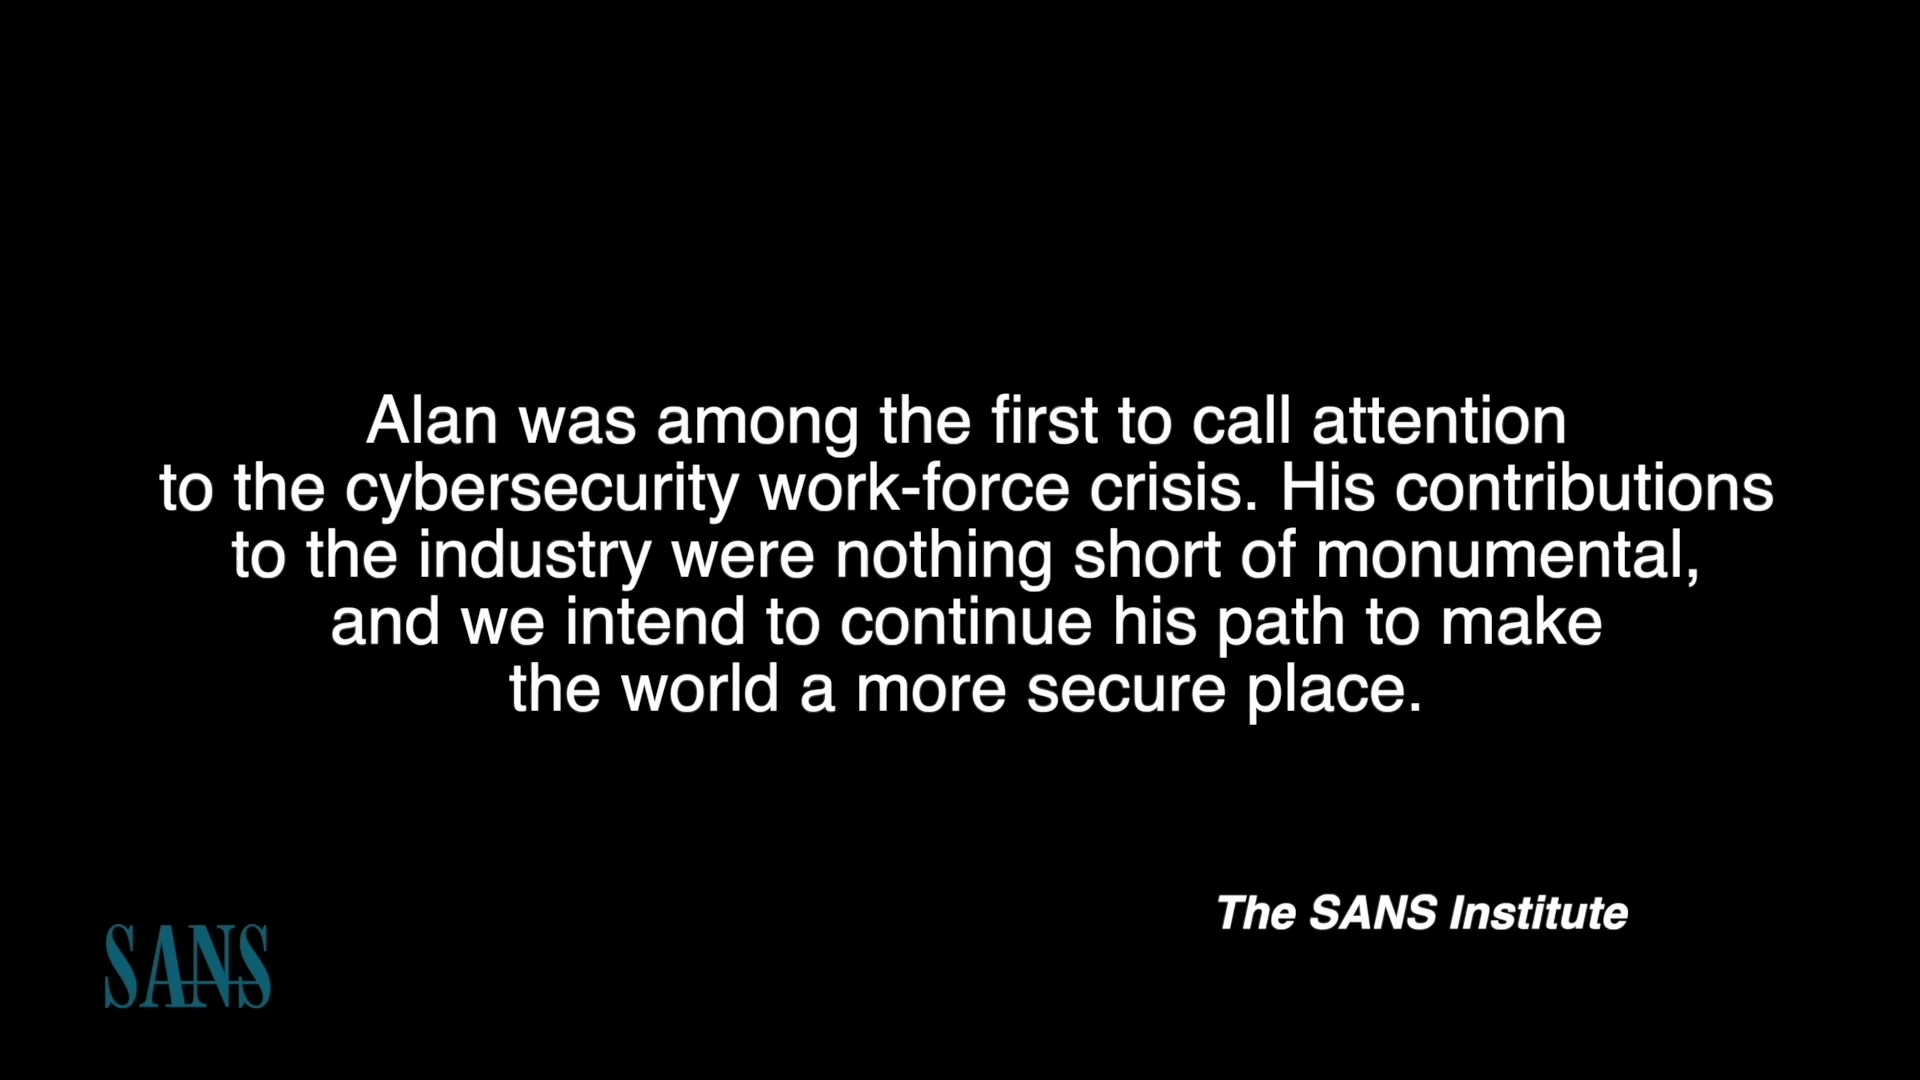 Alan was among the first to call attention
to the cybersecurity work-force crisis. His contributions
to the industry were nothing short of monumental,
and we intend to continue his path to make
the world a more secure place.
The SANS Institute
SANS